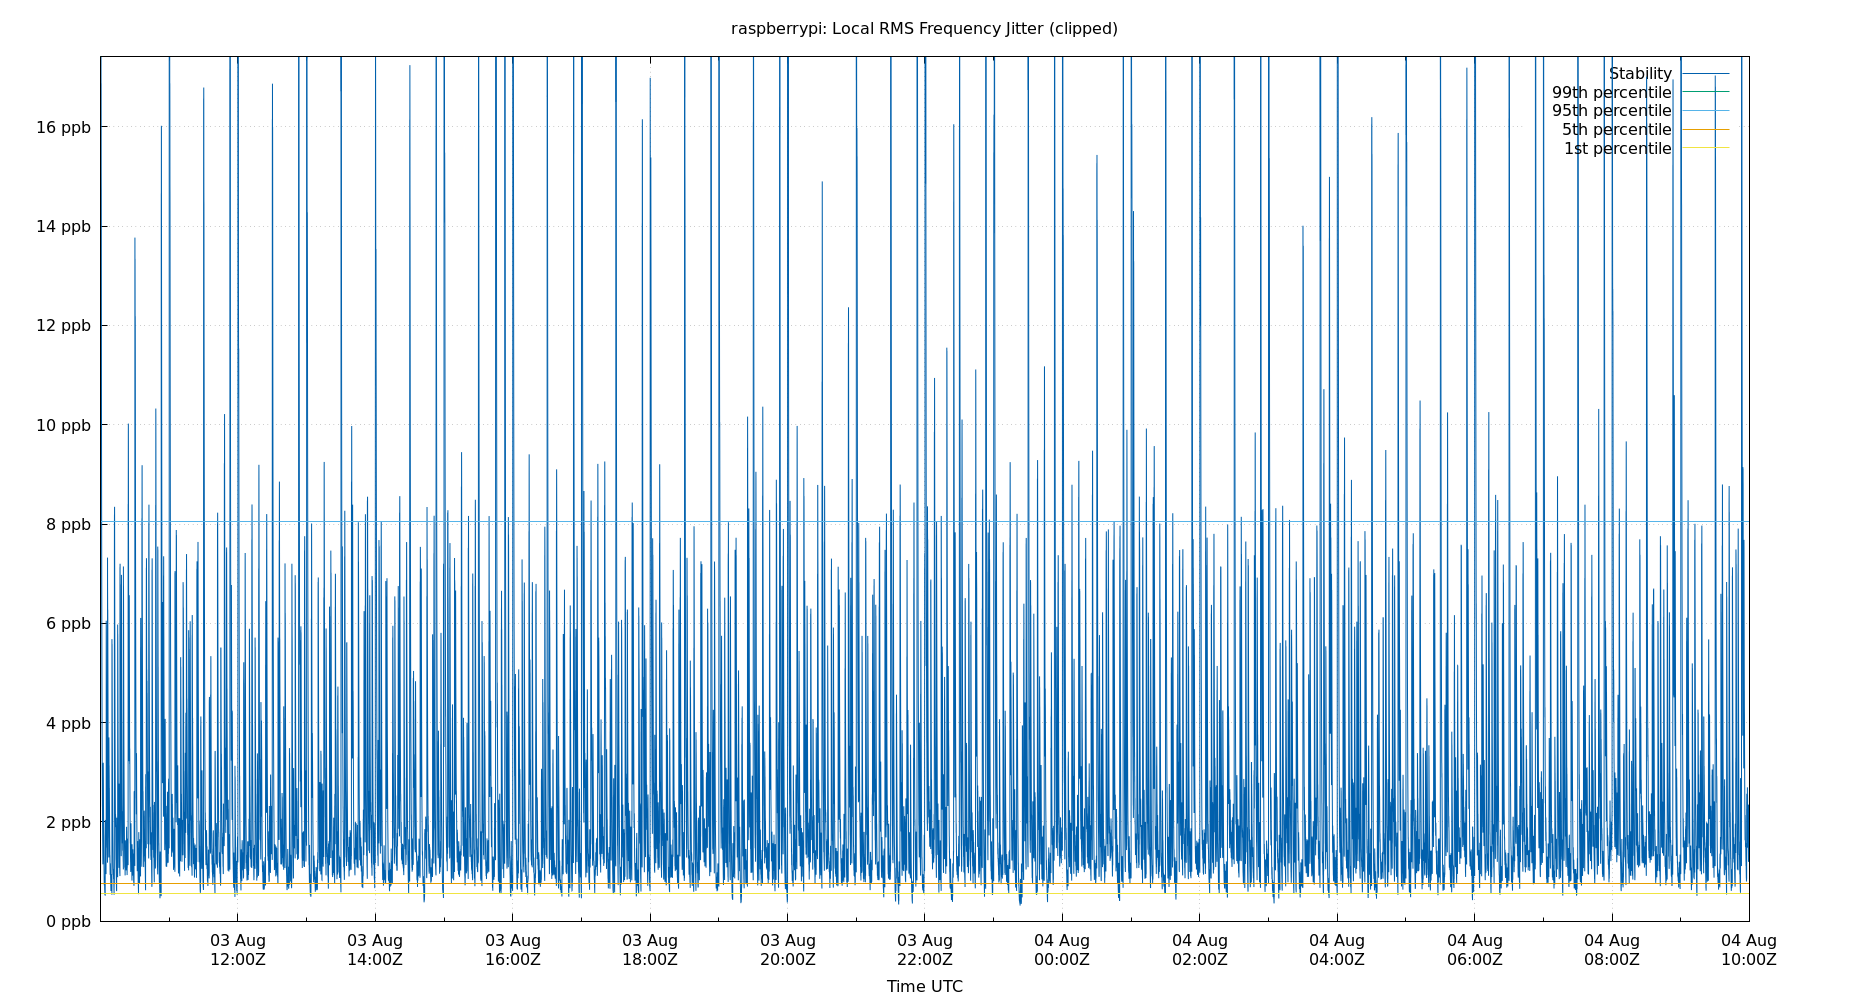 raspberrypi: Local RMS Frequency Jitter (clipped)
Stability
99th percentile
95th percentile
5th percentile
1st percentile
16 ppb
14 ppb
12 ppb
10 ppb
8 ppb
6 ppb
4 ppb
2 ppb
0 ppb
03 Aug 03 Aug 03 Aug 03 Aug 03 Aug 03 Aug 04 Aug 04 Aug 04 Aug 04 Aug 04 Aug 04 Aug
12:00Z 14:00Z 16:00Z 18:00Z 20:00Z 22:00Z 00:00Z 02:00Z 04:00Z 06:00Z 08:00Z 10:00Z
Time UTC